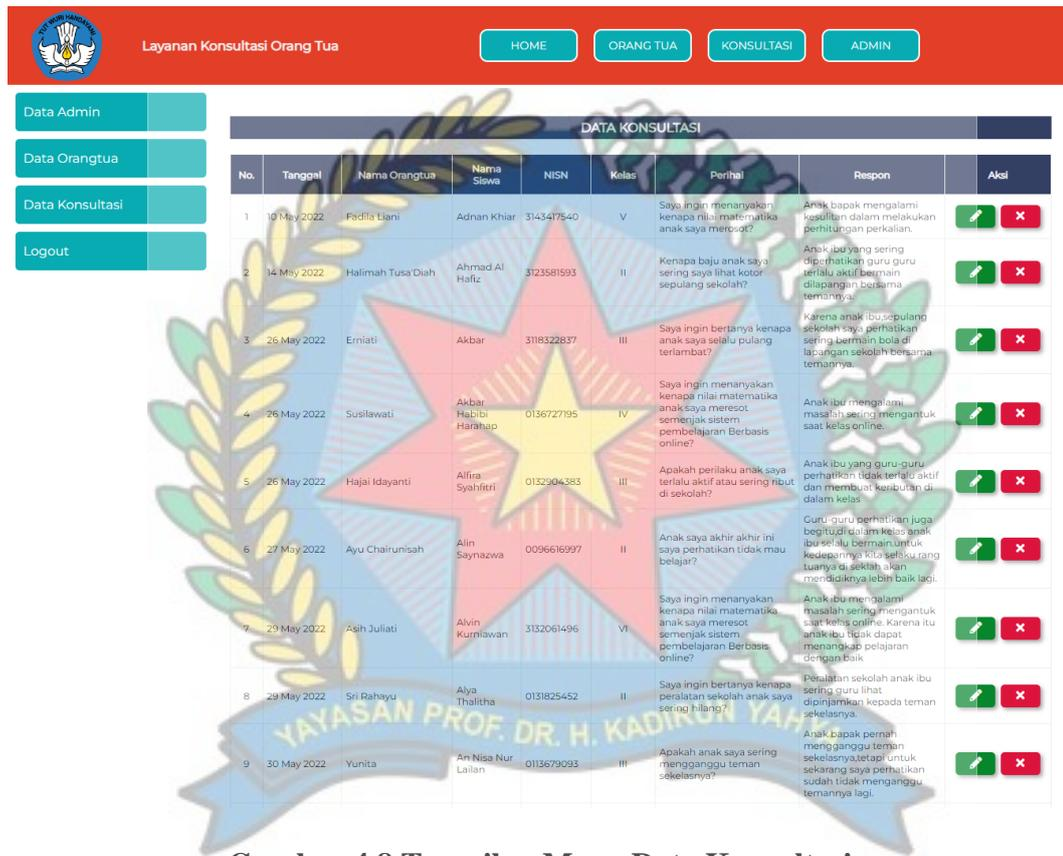 TUT WURI HANDAYANI
Layanan Konsultasi Orang Tua
HOME
ORANG TUA
KONSULTASI
ADMIN
Data Admin
Data Orangtua
Data Konsultasi
Logout
DATA KONSULTASI
No. Tanggal Nama Orangtua Nama Siswa NISN Kelas Perihal Respon Aksi
1 10 May 2022 Fadila Liani Adnan Khiar 3143417540 V
Saya ingin menanyakan
kenapa nilai matematika
anak saya merosot?
Anak bapak mengalami
kesulitan dalam melakukan
perhitungan perkalian.
2 14 May 2022 Halimah Tusa'Diah Ahmad Al Hafiz 3123581593 II
Kenapa baju anak saya
sering saya lihat kotor
sepulang sekolah?
Anak ibu yang sering
diperhatikan guru guru
terlalu aktif bermain
dilapangan bersama
temannya.
3 26 May 2022 Erniati Akbar 3118322837 III
Saya ingin bertanya kenapa
anak saya selalu pulang
terlambat?
Karena anak ibu,sepulang
sekolah saya perhatikan
sering bermain bola di
lapangan sekolah bersama
temannya.
4 26 May 2022 Susilawati Akbar Habibi Harahap 0136727195 IV
Saya ingin menanyakan
kenapa nilai matematika
anak saya meresot
semenjak sistem
pembelajaran Berbasis
online?
Anak ibu mengalami
masalah sering mengantuk
saat kelas online.
5 26 May 2022 Hajai Idayanti Alfira Syahfitri 0132904383 III
Apakah perilaku anak saya
terlalu aktif atau sering ribut
di sekolah?
Anak ibu yang guru-guru
perhatikan tidak terlalu aktif
dan membuat keributan di
dalam kelas
6 27 May 2022 Ayu Chairunisah Alin Saynazwa 0096616997 II
Anak saya akhir akhir ini
saya perhatikan tidak mau
belajar?
Guru-guru perhatikan juga
begitu,di dalam kelas anak
ibu selalu bermain.untuk
kedepannya kita selaku rang
tuanya di seklah akan
mendidiknya lebih baik lagi.
7 29 May 2022 Asih Juliati Alvin Kurniawan 3132061496 VI
Saya ingin menanyakan
kenapa nilai matematika
anak saya meresot
semenjak sistem
pembelajaran Berbasis
online?
Anak ibu mengalami
masalah sering mengantuk
saat kelas online. Karena itu
anak ibu tidak dapat
menangkap pelajaran
dengan baik
8 29 May 2022 Sri Rahayu Alya Thalitha 0131825452 II
Saya ingin bertanya kenapa
peralatan sekolah anak saya
sering hilang?
Peralatan sekolah anak ibu
sering guru lihat
dipinjamkan kepada teman
sekelasnya.
9 30 May 2022 Yunita An Nisa Nur Lailan 0113679093 III
Apakah anak saya sering
mengganggu teman
sekelasnya?
Anak bapak pernah
mengganggu teman
sekelasnya,tetapi untuk
sekarang saya perhatikan
sudah tidak menganggu
temannya lagi.
YAYASAN PROF. DR. H. KADIRUN YAHYA
Gambar 4.8 Tampilan Menu Data Konsultasi